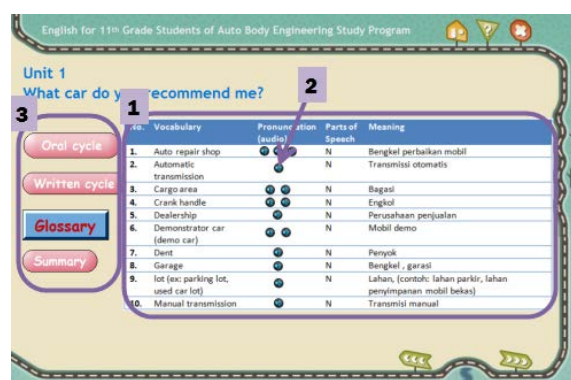 English for 11th Grade Students of Auto Body Engineering Study Program
Unit 1
What car do you recommend me?
3
1
2
Oral cycle
Written cycle
Glossary
Summary
No. Vocabulary Pronunciation (audio) Parts of Speech Meaning
1. Auto repair shop N Bengkel perbaikan mobil
2. Automatic transmission N Transmissi otomatis
3. Cargo area N Bagasi
4. Crank handle N Engkol
5. Dealership N Perusahaan penjualan
6. Demonstrator car (demo car) N Mobil demo
7. Dent N Penyok
8. Garage N Bengkel , garasi
9. lot (ex: parking lot, used car lot) N Lahan, (contoh: lahan parkir, lahan penyimpanan mobil bekas)
10. Manual transmission N Transmisi manual